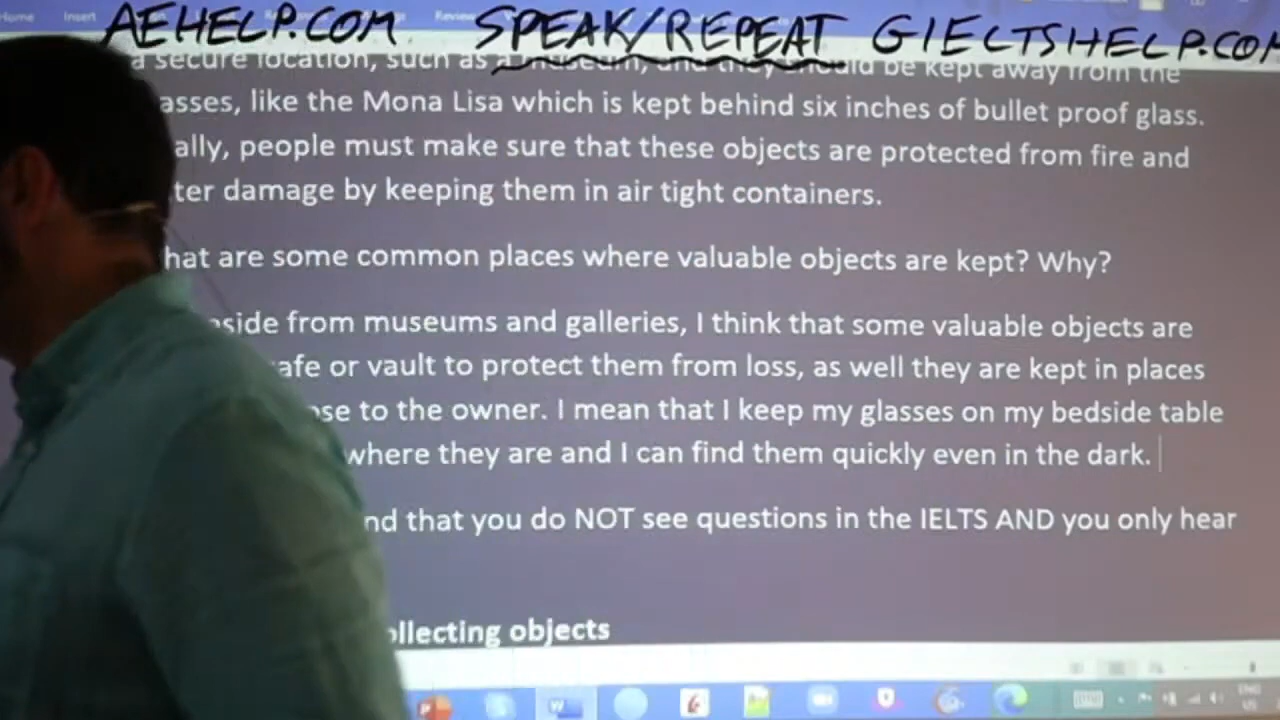 Home Insert Review
AEHELP.COM SPEAK/REPEAT GIELTSHELP.COM
a secure location, such as a museum, and they should be kept away from the
asses, like the Mona Lisa which is kept behind six inches of bullet proof glass.
ally, people must make sure that these objects are protected from fire and
ter damage by keeping them in air tight containers.
hat are some common places where valuable objects are kept? Why?
side from museums and galleries, I think that some valuable objects are
afe or vault to protect them from loss, as well they are kept in places
ose to the owner. I mean that I keep my glasses on my bedside table
where they are and I can find them quickly even in the dark.
nd that you do NOT see questions in the IELTS AND you only hear
ollecting objects
ENG